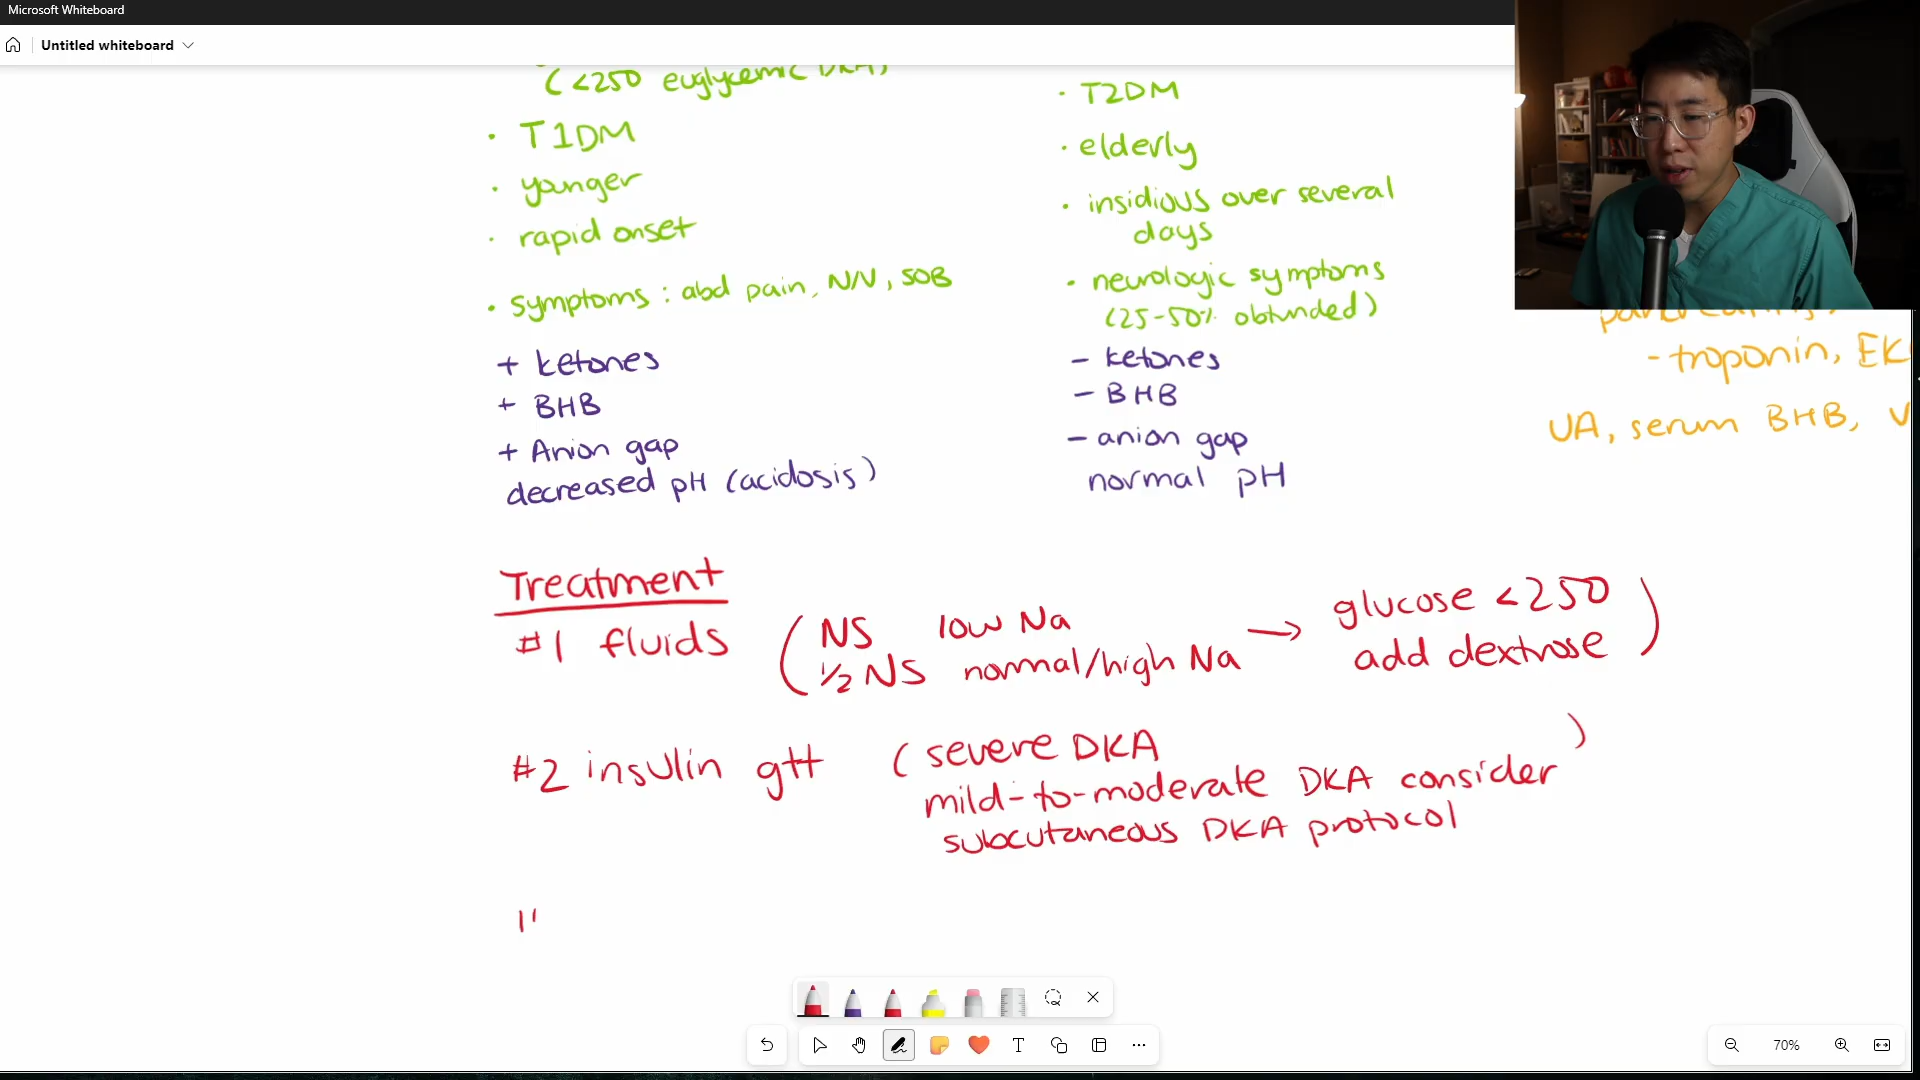 Microsoft Whiteboard
Untitled whiteboard
(<250 euglycemic DKA)
• T1DM
• younger
• rapid onset
• symptoms : abd pain, N/V, SOB
+ ketones
+ BHB
+ Anion gap
decreased pH (acidosis)
• T2DM
• elderly
• insidious over several
days
• neurologic symptoms
(25-50% obtunded)
- ketones
- BHB
- anion gap
normal pH
- troponin, EK
UA, serum BHB, V
Treatment
#1 fluids
(NS low Na
1/2 NS normal/high Na → glucose <250
add dextrose)
#2 insulin gtt
(severe DKA
mild-to-moderate DKA consider
subcutaneous DKA protocol)
T
70%